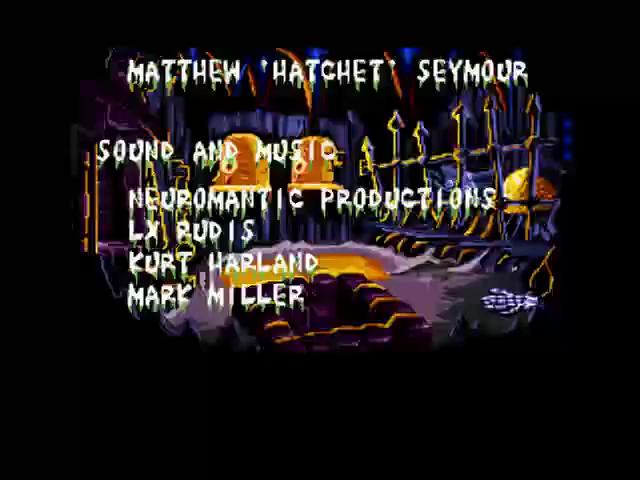 MATTHEW 'HATCHET' SEYMOUR
SOUND AND MUSIC
NEUROMANTIC PRODUCTIONS
LX RUDIS
KURT HARLAND
MARK MILLER